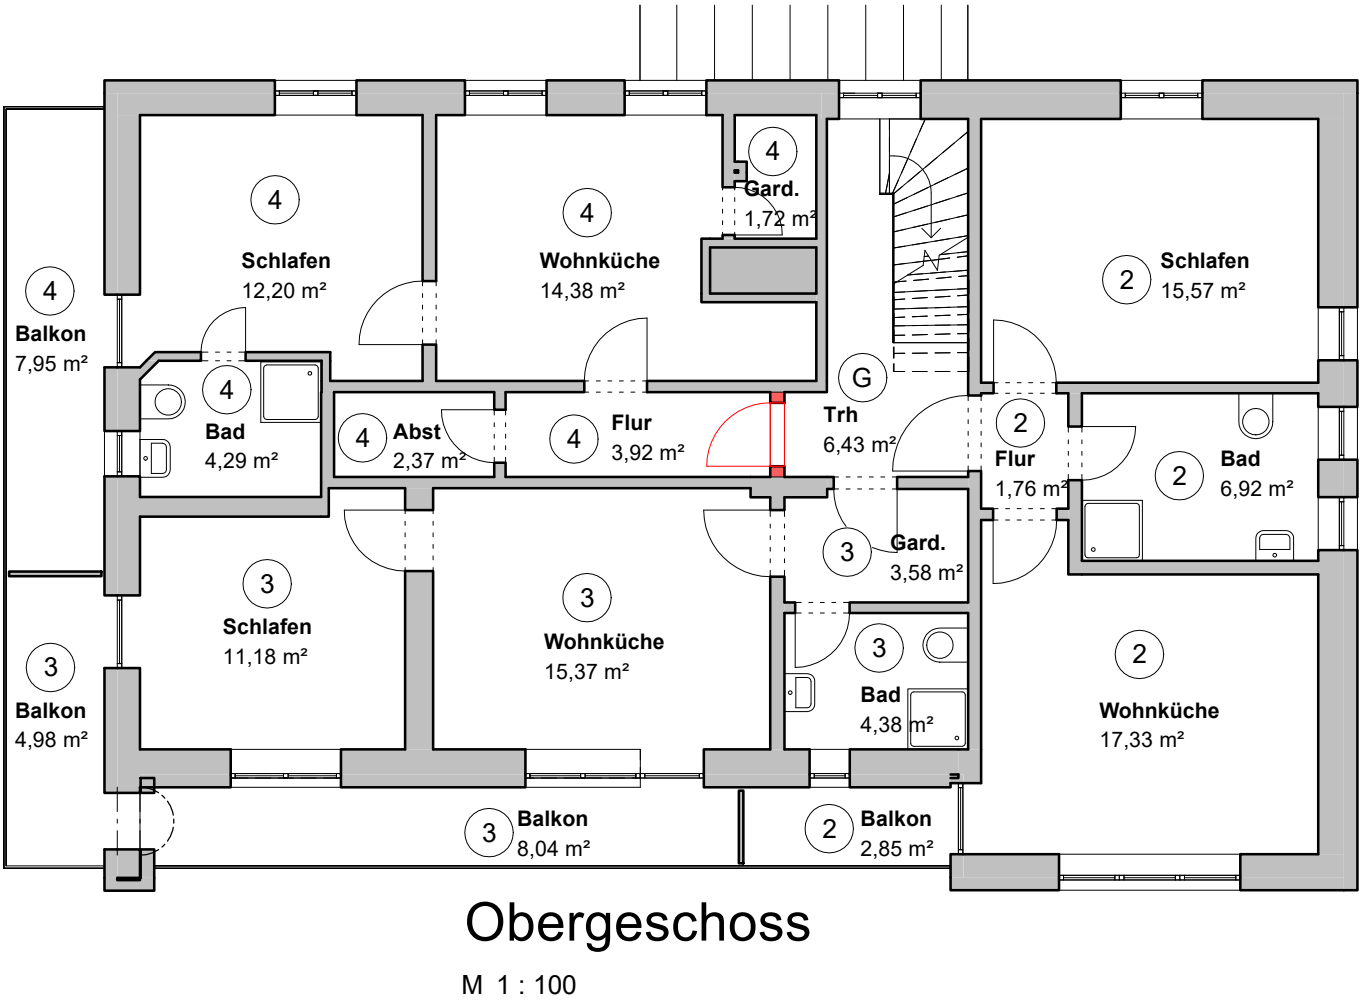 4
Gard.
1,72 m²
4
Schlafen
12,20 m²
4
Wohnküche
14,38 m²
2
Schlafen
15,57 m²
4
Balkon
7,95 m²
4
Bad
4,29 m²
4
Abst
2,37 m²
4
Flur
3,92 m²
G
Trh
6,43 m²
2
Flur
1,76 m²
2
Bad
6,92 m²
3
Gard.
3,58 m²
3
Schlafen
11,18 m²
3
Wohnküche
15,37 m²
3
Bad
4,38 m²
2
Wohnküche
17,33 m²
3
Balkon
4,98 m²
3
Balkon
8,04 m²
2
Balkon
2,85 m²
Obergeschoss
M 1 : 100